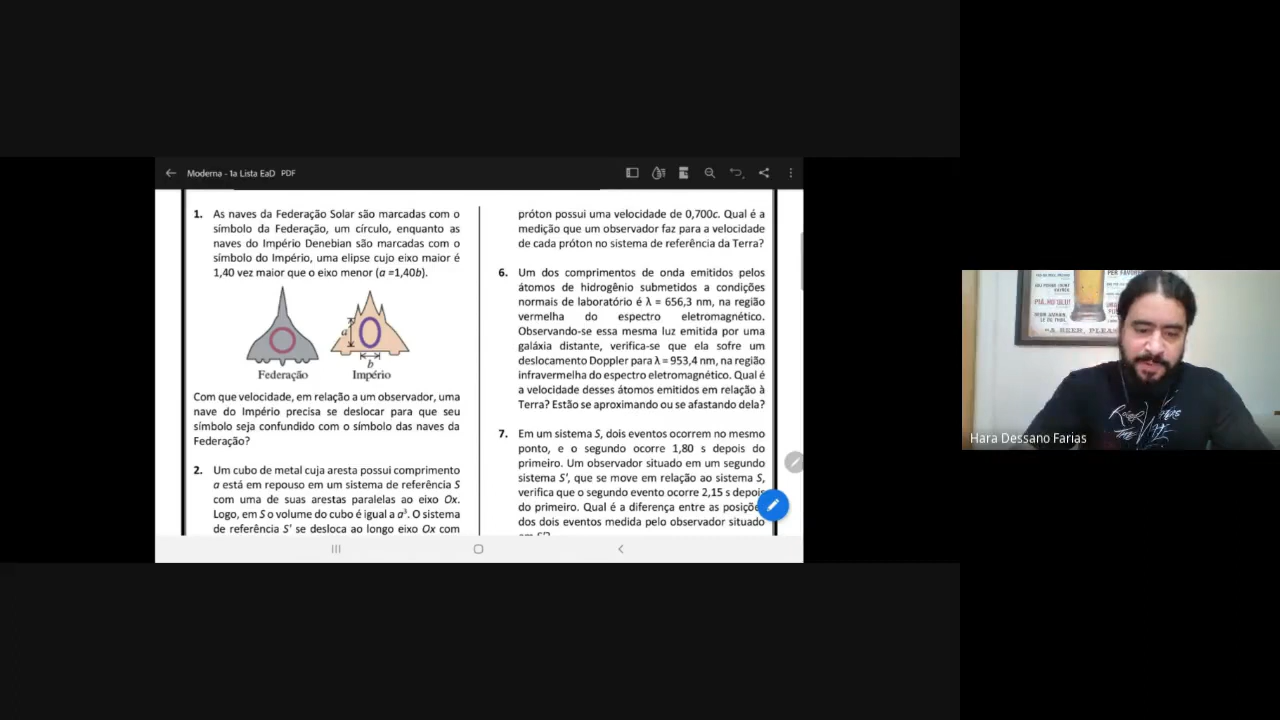 Moderna - 1a Lista EaD PDF
1. As naves da Federação Solar são marcadas com o
símbolo da Federação, um círculo, enquanto as
naves do Império Denebian são marcadas com o
símbolo do Império, uma elipse cujo eixo maior é
1,40 vez maior que o eixo menor (a =1,40b).
a
b
Federação Império
Com que velocidade, em relação a um observador, uma
nave do Império precisa se deslocar para que seu
símbolo seja confundido com o símbolo das naves da
Federação?
2. Um cubo de metal cuja aresta possui comprimento
a está em repouso em um sistema de referência S
com uma de suas arestas paralelas ao eixo Ox.
Logo, em S o volume do cubo é igual a a³. O sistema
de referência S' se desloca ao longo eixo Ox com
próton possui uma velocidade de 0,700c. Qual é a
medição que um observador faz para a velocidade
de cada próton no sistema de referência da Terra?
6. Um dos comprimentos de onda emitidos pelos
átomos de hidrogênio submetidos a condições
normais de laboratório é λ = 656,3 nm, na região
vermelha do espectro eletromagnético.
Observando-se essa mesma luz emitida por uma
galáxia distante, verifica-se que ela sofre um
deslocamento Doppler para λ = 953,4 nm, na região
infravermelha do espectro eletromagnético. Qual é
a velocidade desses átomos emitidos em relação à
Terra? Estão se aproximando ou se afastando dela?
7. Em um sistema S, dois eventos ocorrem no mesmo
ponto, e o segundo ocorre 1,80 s depois do
primeiro. Um observador situado em um segundo
sistema S', que se move em relação ao sistema S,
verifica que o segundo evento ocorre 2,15 s depois
do primeiro. Qual é a diferença entre as posiçõe
dos dois eventos medida pelo observador situado
PER FAVOR
PIA, MO'OLU!
A BEER, PLEA
Hara Dessano Farias